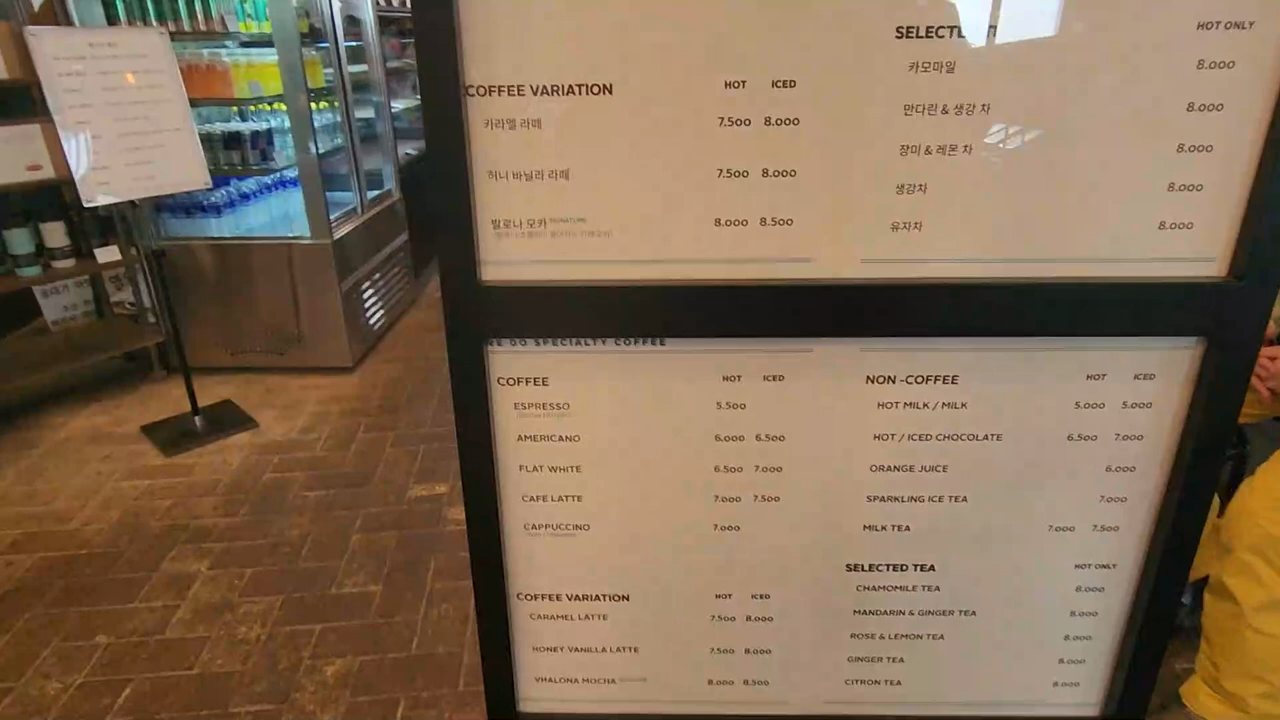 COFFEE VARIATION HOT ICED
카라멜 라떼 7.500 8.000
허니 바닐라 라떼 7.500 8.000
발로나 모카 SIGNATURE 8.000 8.500
HOT ONLY
카모마일 8.000
만다린 & 생강 차 8.000
장미 & 레몬 차 8.000
생강차 8.000
유자차 8.000
RE DO SPECIALTY COFFEE
COFFEE HOT ICED
ESPRESSO 5.500
AMERICANO 6.000 6.500
FLAT WHITE 6.500 7.000
CAFE LATTE 7.000 7.500
CAPPUCCINO 7.000
COFFEE VARIATION HOT ICED
CARAMEL LATTE 7.500 8.000
HONEY VANILLA LATTE 7.500 8.000
VHALONA MOCHA 8.000 8.500
NON -COFFEE HOT ICED
HOT MILK / MILK 5.000 5.000
HOT / ICED CHOCOLATE 6.500 7.000
ORANGE JUICE 6.000
SPARKLING ICE TEA 7.000
MILK TEA 7.000 7.500
SELECTED TEA HOT ONLY
CHAMOMILE TEA 8.000
MANDARIN & GINGER TEA 8.000
ROSE & LEMON TEA 8.000
GINGER TEA 8.000
CITRON TEA 8.000